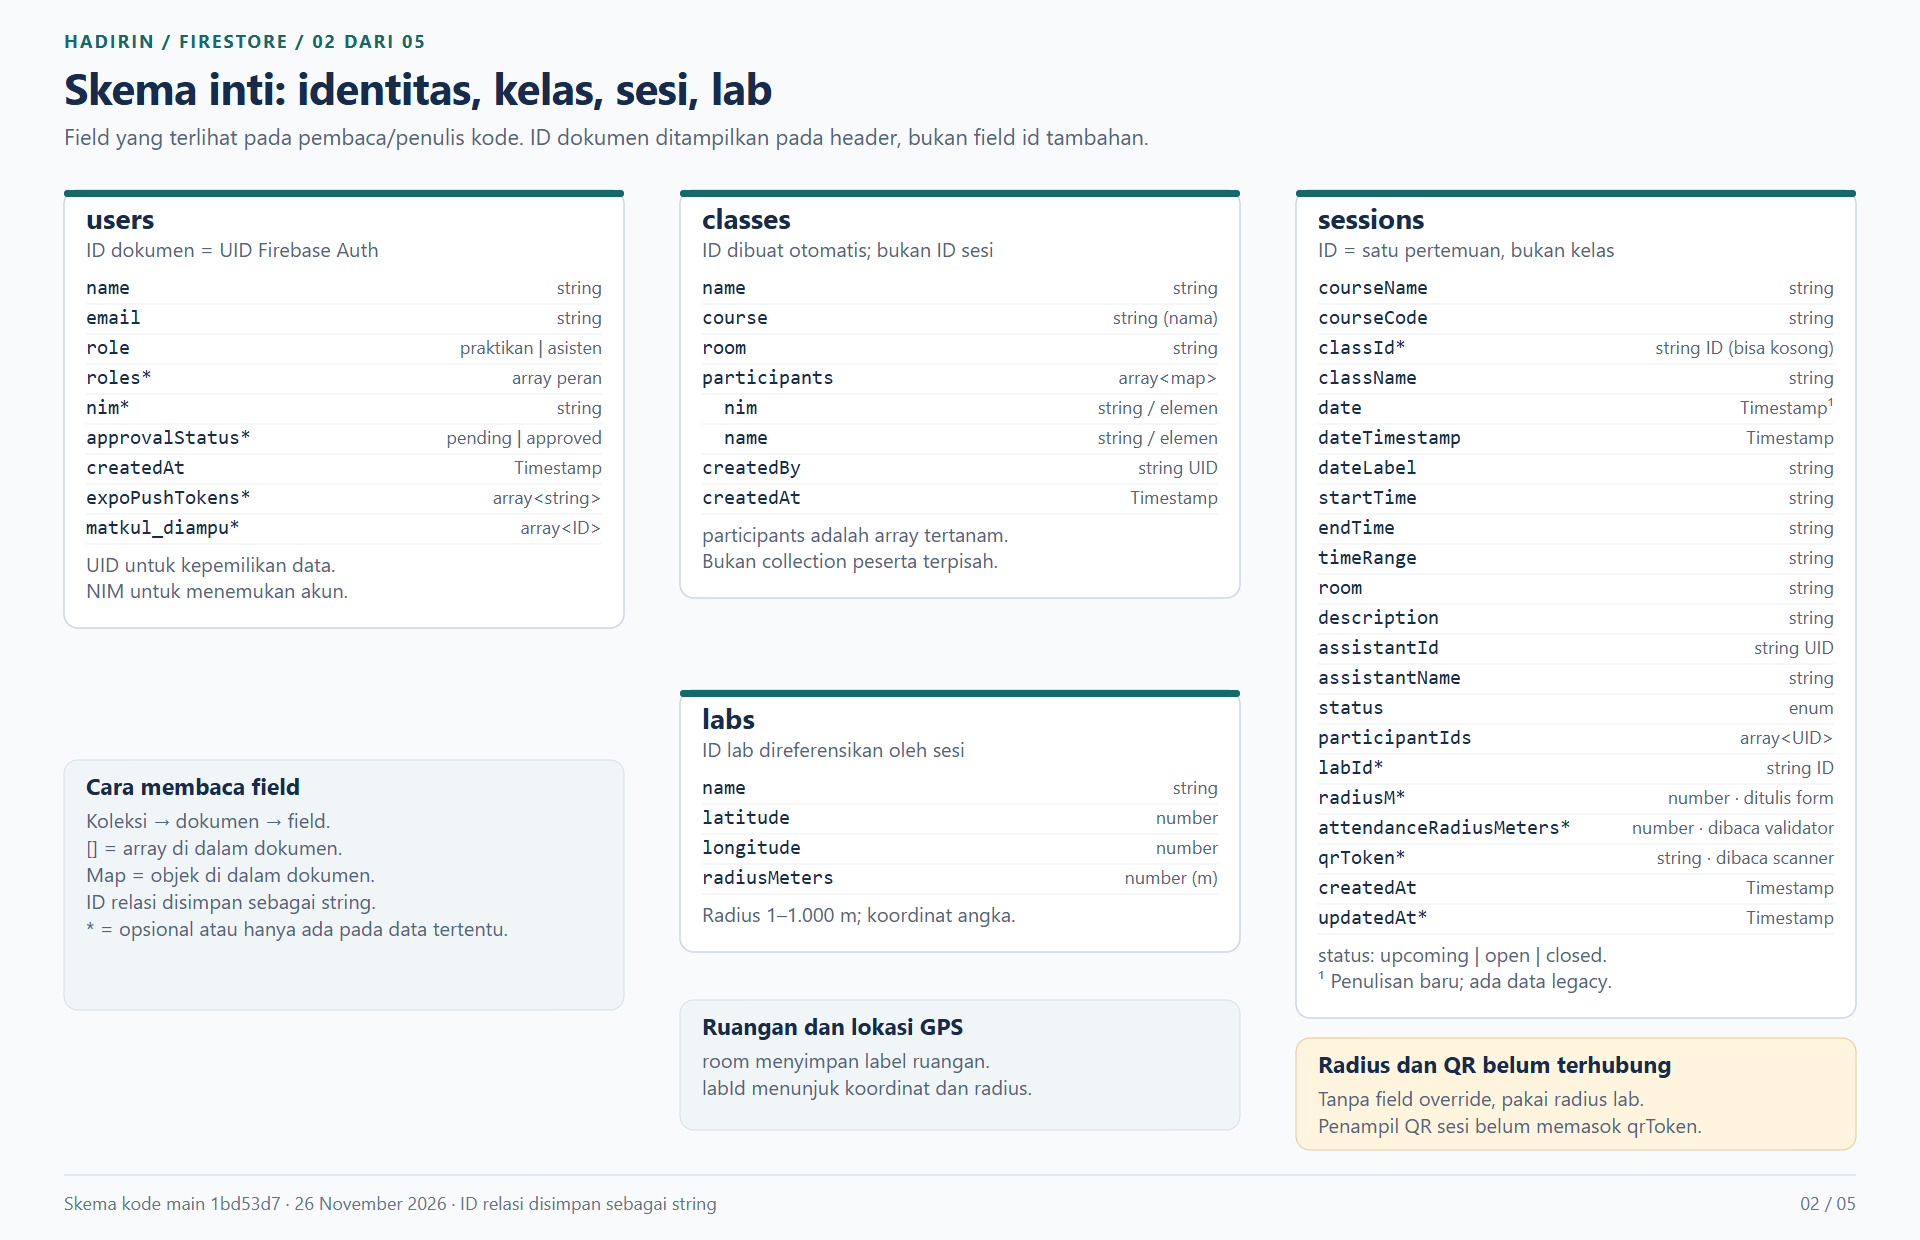 HADIRIN / FIRESTORE / 02 DARI 05
Skema inti: identitas, kelas, sesi, lab
Field yang terlihat pada pembaca/penulis kode. ID dokumen ditampilkan pada header, bukan field id tambahan.
users
ID dokumen = UID Firebase Auth
name string
email string
role praktikan | asisten
roles* array peran
nim* string
approvalStatus* pending | approved
createdAt Timestamp
expoPushTokens* array<string>
matkul_diampu* array<ID>
UID untuk kepemilikan data.
NIM untuk menemukan akun.
Cara membaca field
Koleksi → dokumen → field.
[] = array di dalam dokumen.
Map = objek di dalam dokumen.
ID relasi disimpan sebagai string.
* = opsional atau hanya ada pada data tertentu.
classes
ID dibuat otomatis; bukan ID sesi
name string
course string (nama)
room string
participants array<map>
nim string / elemen
name string / elemen
createdBy string UID
createdAt Timestamp
participants adalah array tertanam.
Bukan collection peserta terpisah.
labs
ID lab direferensikan oleh sesi
name string
latitude number
longitude number
radiusMeters number (m)
Radius 1–1.000 m; koordinat angka.
Ruangan dan lokasi GPS
room menyimpan label ruangan.
labId menunjuk koordinat dan radius.
sessions
ID = satu pertemuan, bukan kelas
courseName string
courseCode string
classId* string ID (bisa kosong)
className string
date Timestamp¹
dateTimestamp Timestamp
dateLabel string
startTime string
endTime string
timeRange string
room string
description string
assistantId string UID
assistantName string
status enum
participantIds array<UID>
labId* string ID
radiusM* number · ditulis form
attendanceRadiusMeters* number · dibaca validator
qrToken* string · dibaca scanner
createdAt Timestamp
updatedAt* Timestamp
status: upcoming | open | closed.
¹ Penulisan baru; ada data legacy.
Radius dan QR belum terhubung
Tanpa field override, pakai radius lab.
Penampil QR sesi belum memasok qrToken.
Skema kode main 1bd53d7 · 26 November 2026 · ID relasi disimpan sebagai string
02 / 05